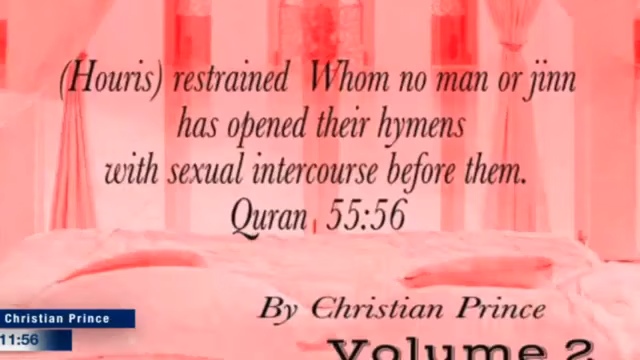 (Houris) restrained Whom no man or jinn
has opened their hymens
with sexual intercourse before them.
Quran 55:56
By Christian Prince
Volume 2
Christian Prince
11:56